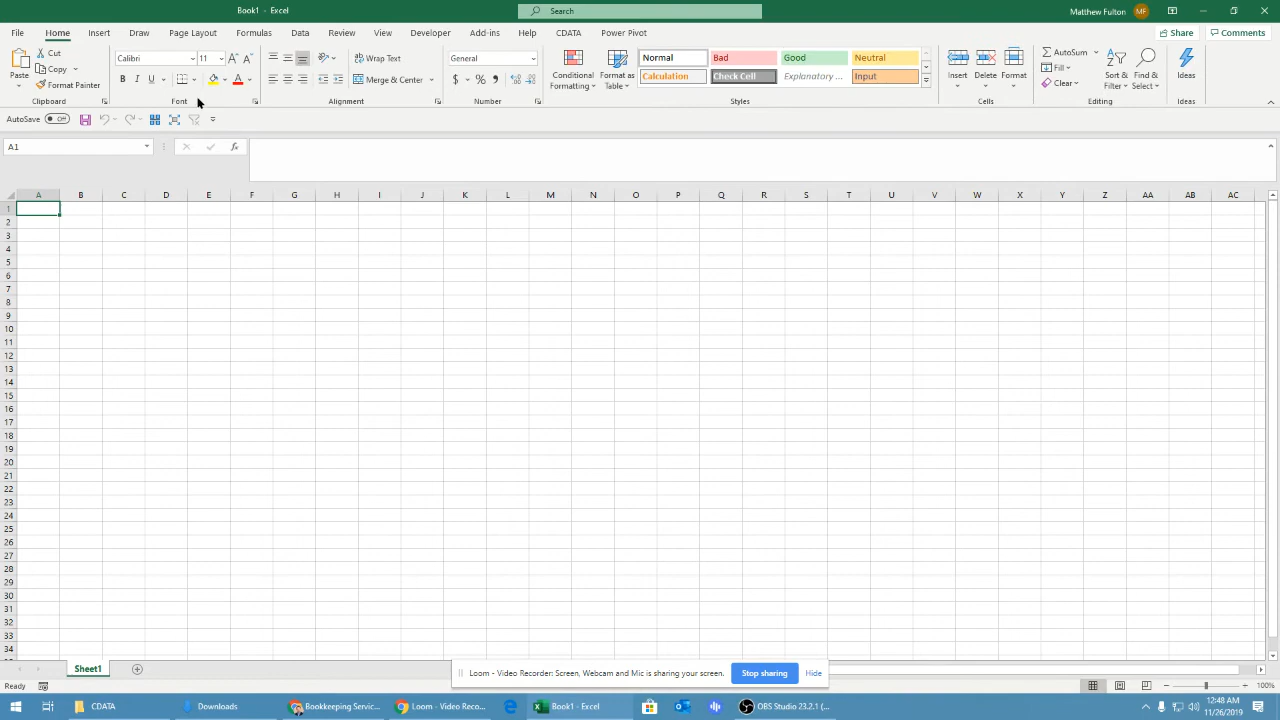 Book1 - Excel
Search
Matthew Fulton
MF
File Home Insert Draw Page Layout Formulas Data Review View Developer Add-ins Help CDATA Power Pivot
Share Comments
Paste
Cut
Copy
Format Painter
Clipboard
Calibri 11
B I U
Font
Wrap Text
Merge & Center
Alignment
General
$ % ,
Number
Conditional Formatting
Format as Table
Normal Bad Good Neutral
Calculation Check Cell Explanatory ... Input
Styles
Insert Delete Format
Cells
AutoSum
Fill
Clear
Sort & Filter
Find & Select
Editing
Ideas
Ideas
AutoSave Off
A1
fx
A B C D E F G H I J K L M N O P Q R S T U V W X Y Z AA AB AC
1
2
3
4
5
6
7
8
9
10
11
12
13
14
15
16
17
18
19
20
21
22
23
24
25
26
27
28
29
30
31
32
33
34
Sheet1
Loom - Video Recorder: Screen, Webcam and Mic is sharing your screen. Stop sharing Hide
Ready
100%
CDATA
Downloads
Bookkeeping Servic...
Loom - Video Reco...
Book1 - Excel
OBS Studio 23.2.1 (...
12:48 AM
11/26/2019